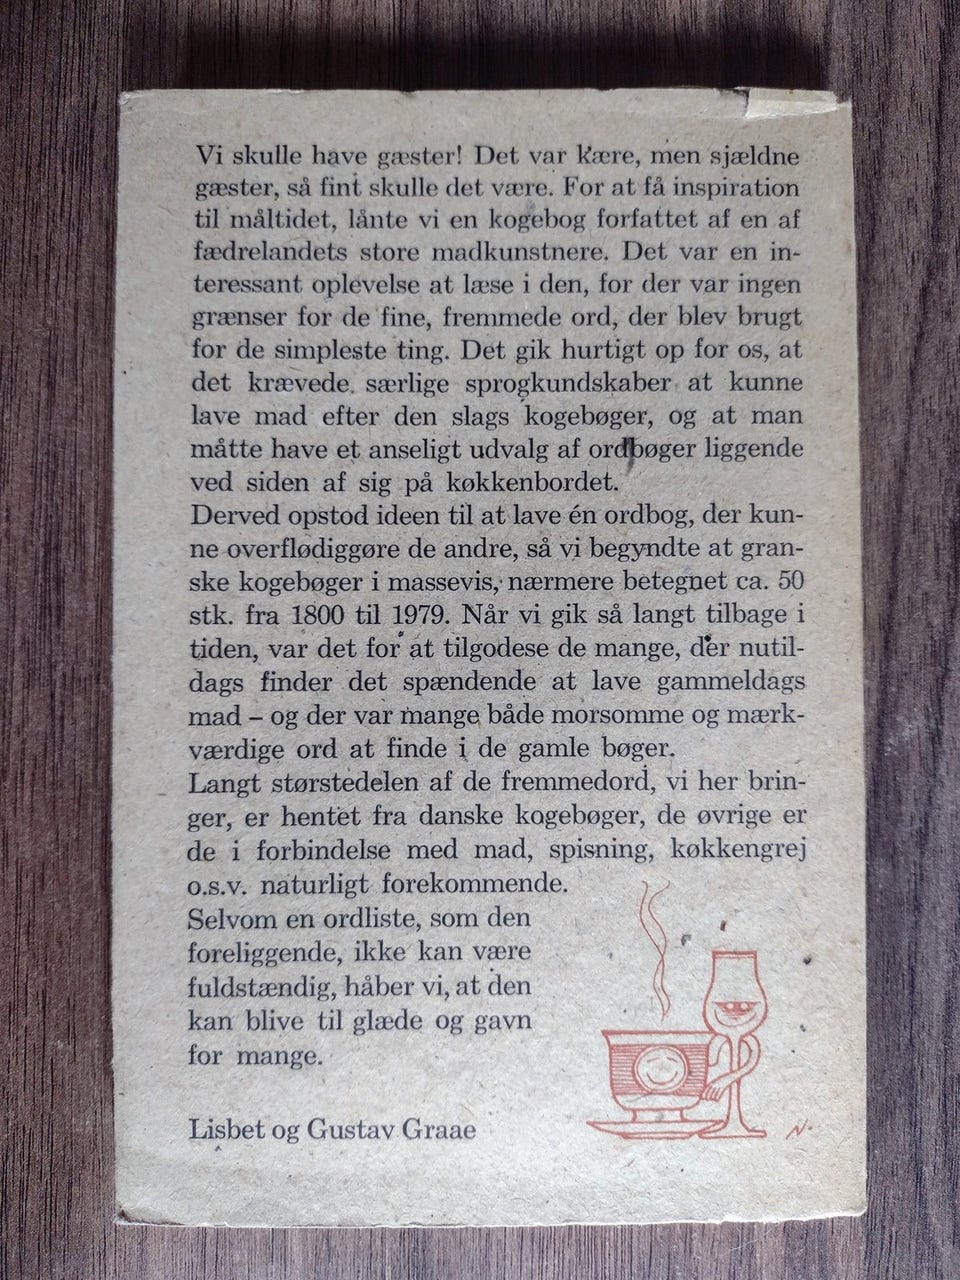 Vi skulle have gæster! Det var kære, men sjældne
gæster, så fint skulle det være. For at få inspiration
til måltidet, lånte vi en kogebog forfattet af en af
fædrelandets store madkunstnere. Det var en in-
teressant oplevelse at læse i den, for der var ingen
grænser for de fine, fremmede ord, der blev brugt
for de simpleste ting. Det gik hurtigt op for os, at
det krævede særlige sprogkundskaber at kunne
lave mad efter den slags kogebøger, og at man
måtte have et anseligt udvalg af ordbøger liggende
ved siden af sig på køkkenbordet.
Derved opstod ideen til at lave én ordbog, der kun-
ne overflødiggøre de andre, så vi begyndte at gran-
ske kogebøger i massevis, nærmere betegnet ca. 50
stk. fra 1800 til 1979. Når vi gik så langt tilbage i
tiden, var det for at tilgodese de mange, der nutil-
dags finder det spændende at lave gammeldags
mad – og der var mange både morsomme og mærk-
værdige ord at finde i de gamle bøger.
Langt størstedelen af de fremmedord, vi her brin-
ger, er hentet fra danske kogebøger, de øvrige er
de i forbindelse med mad, spisning, køkkengrej
o.s.v. naturligt forekommende.
Selvom en ordliste, som den
foreliggende, ikke kan være
fuldstændig, håber vi, at den
kan blive til glæde og gavn
for mange.
Lisbet og Gustav Graae
N